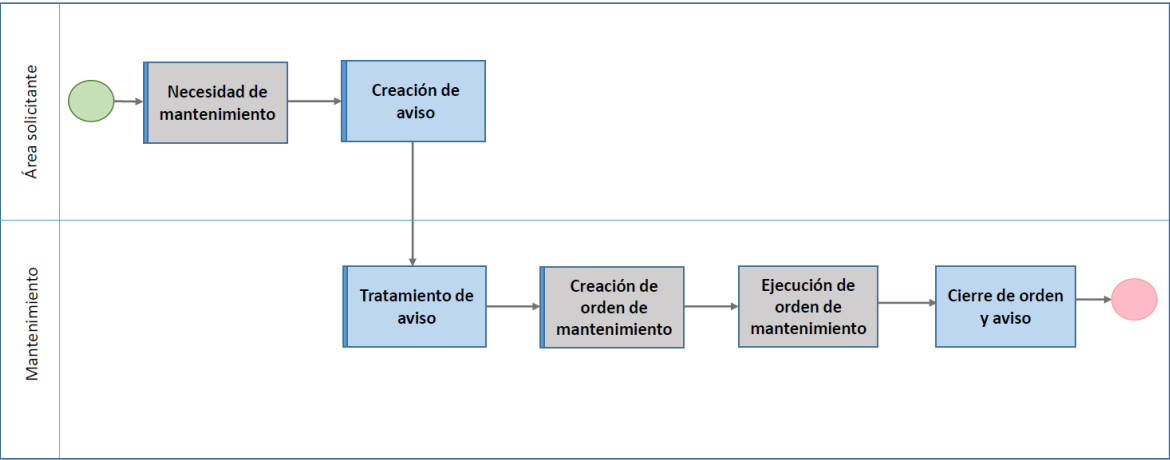 Área solicitante
Necesidad de
mantenimiento
Creación de
aviso
Mantenimiento
Tratamiento de
aviso
Creación de
orden de
mantenimiento
Ejecución de
orden de
mantenimiento
Cierre de orden
y aviso